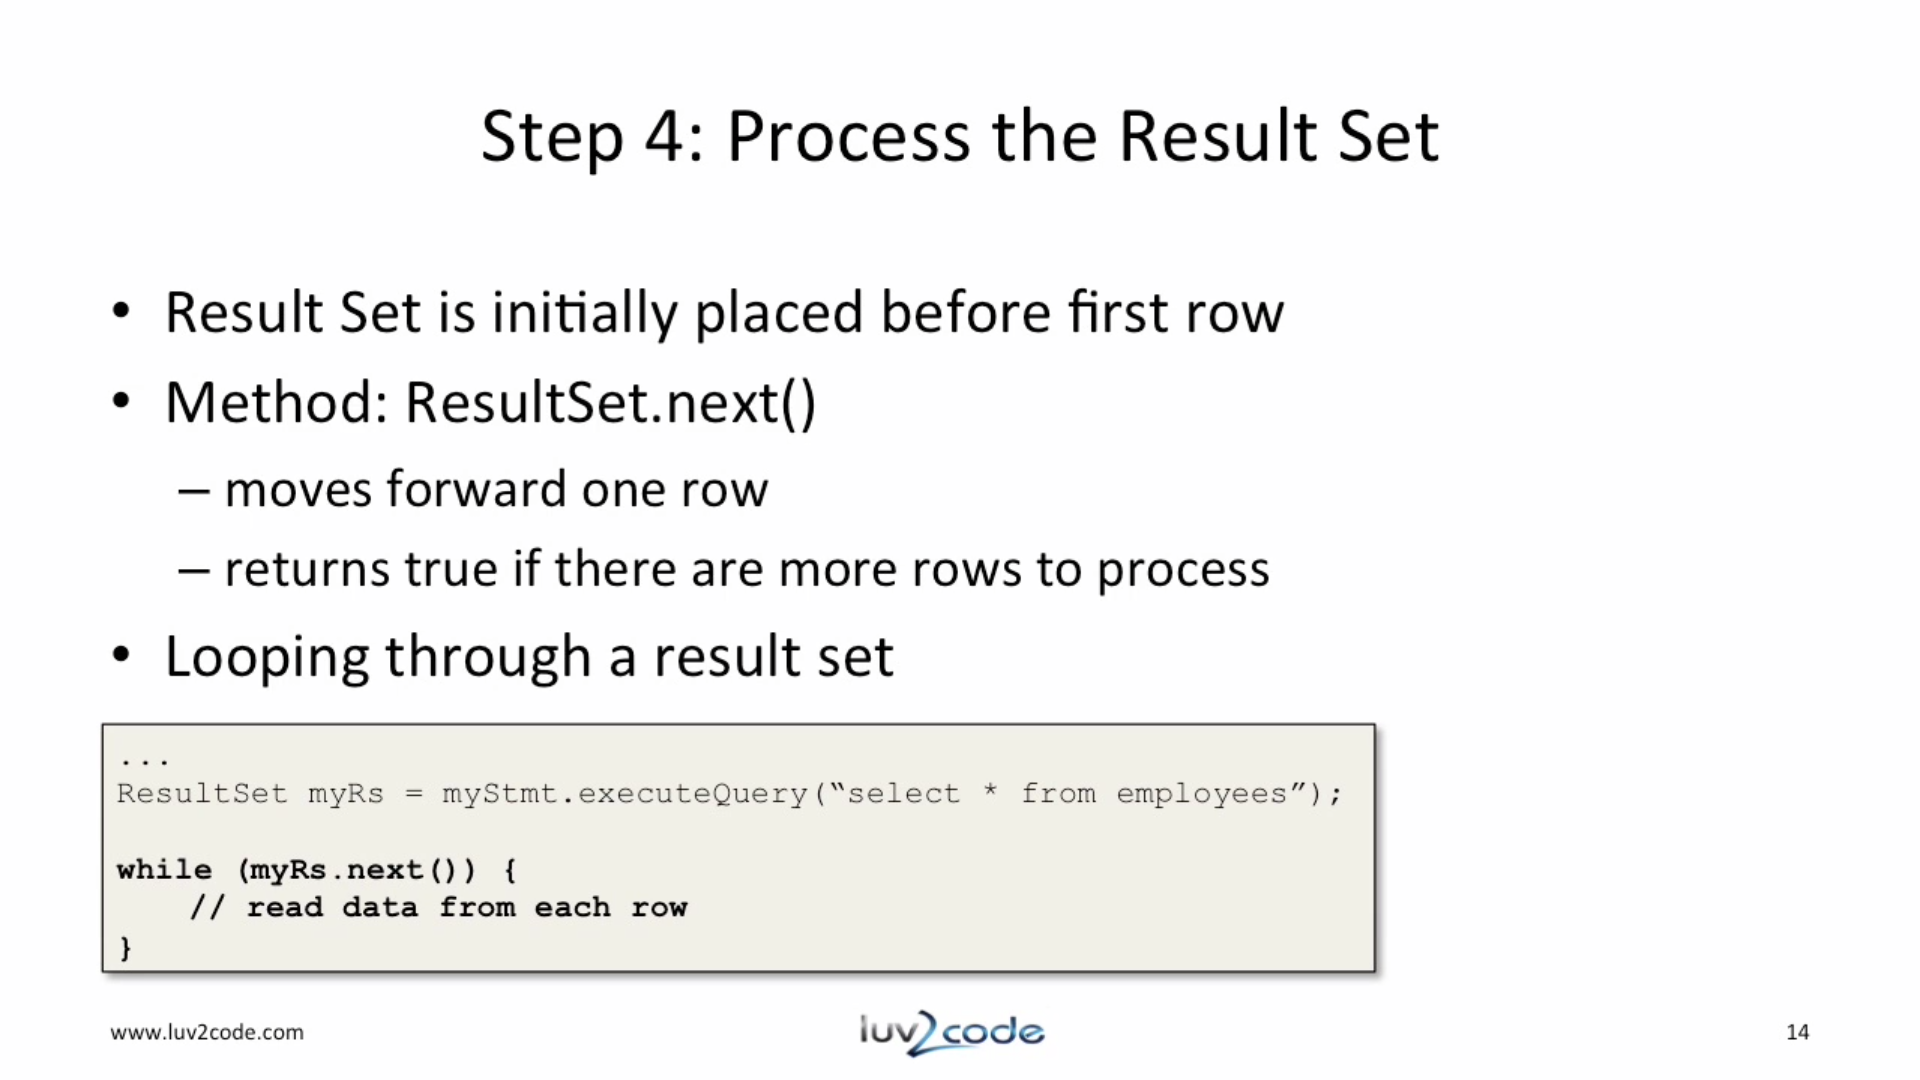 Step 4: Process the Result Set
• Result Set is initially placed before first row
• Method: ResultSet.next()
– moves forward one row
– returns true if there are more rows to process
• Looping through a result set
...
ResultSet myRs = myStmt.executeQuery(“select * from employees”);
while (myRs.next()) {
// read data from each row
}
www.luv2code.com
luv2code
14